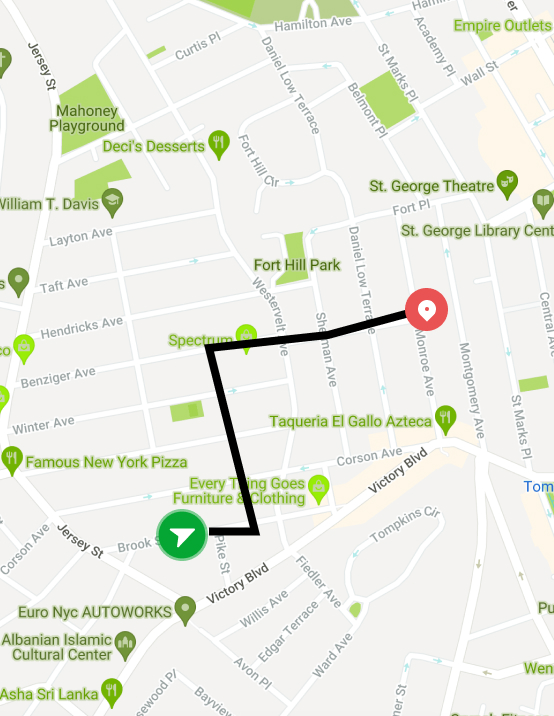 Hamilton Ave
Empire Outlets
Academy Pl
Curtis Pl
Jersey St
Daniel Low Terrace
St Marks Pl
Wall St
Belmont Pl
Mahoney
Playground
Deci's Desserts
Fort Hill Cir
St. George Theatre
William T. Davis
Fort Pl
St. George Library Cent
Layton Ave
Fort Hill Park
Daniel Low Terrace
Taft Ave
Westervelt Ave
Central Av
Hendricks Ave
Spectrum
Sherman Ave
Monroe Ave
co
Benziger Ave
Montgomery Ave
St Marks Pl
Winter Ave
Taqueria El Gallo Azteca
Famous New York Pizza
Corson Ave
Victory Blvd
Every Thing Goes
Furniture & Clothing
Tom
Jersey St
Tompkins Cir
Corson Ave
Brook
Pike St
Victory Blvd
Fiedler Ave
Euro Nyc AUTOWORKS
Willis Ave
Pu
Edgar Terrace
Albanian Islamic
Cultural Center
Ward Ave
Avon Pl
Wen
Asha Sri Lanka
sewood Pl
Bayview
ner St